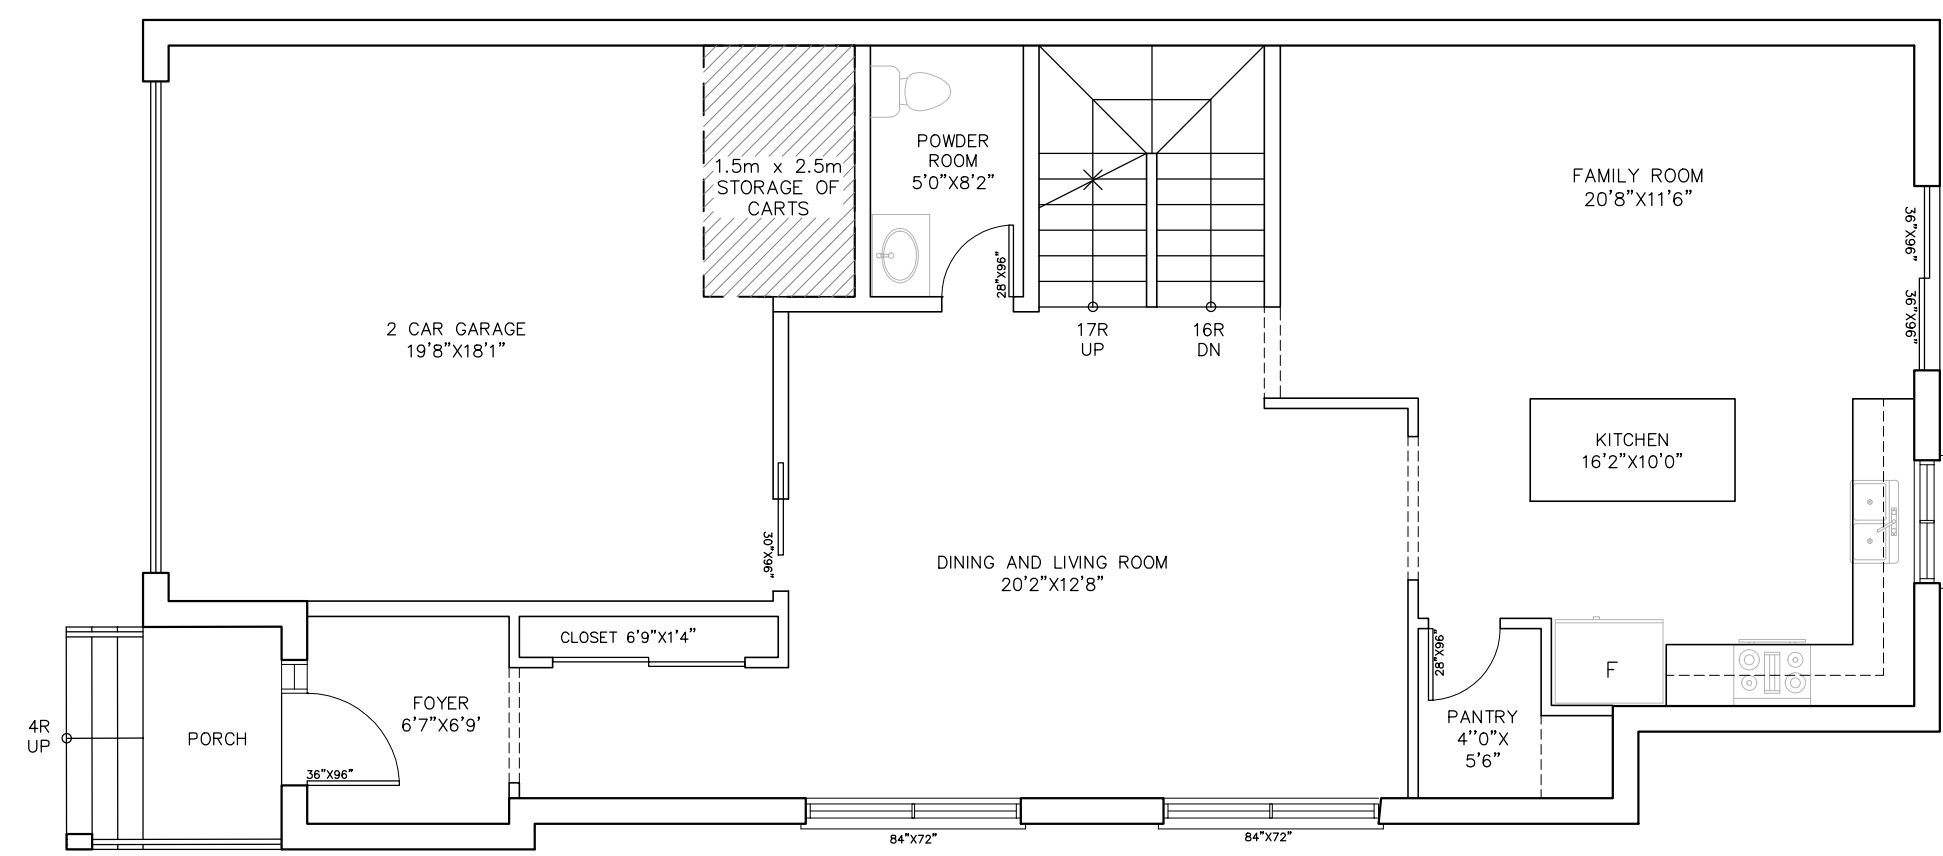 POWDER
ROOM
5'0"X8'2"
1.5m x 2.5m
STORAGE OF
CARTS
FAMILY ROOM
20'8"X11'6"
36"X96"
36"X96"
28"X96"
2 CAR GARAGE
19'8"X18'1"
17R
UP
16R
DN
KITCHEN
16'2"X10'0"
30"X96"
DINING AND LIVING ROOM
20'2"X12'8"
CLOSET 6'9"X1'4"
28"X96"
F
FOYER
6'7"X6'9'
4R
UP
PORCH
PANTRY
4''0"X
5'6"
36"X96"
84"X72"
84"X72"